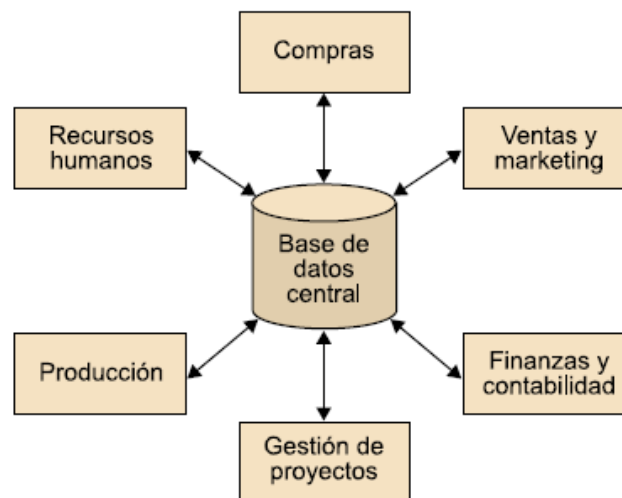 Compras
Recursos
humanos
Ventas y
marketing
Base de
datos
central
Producción
Finanzas y
contabilidad
Gestión de
proyectos